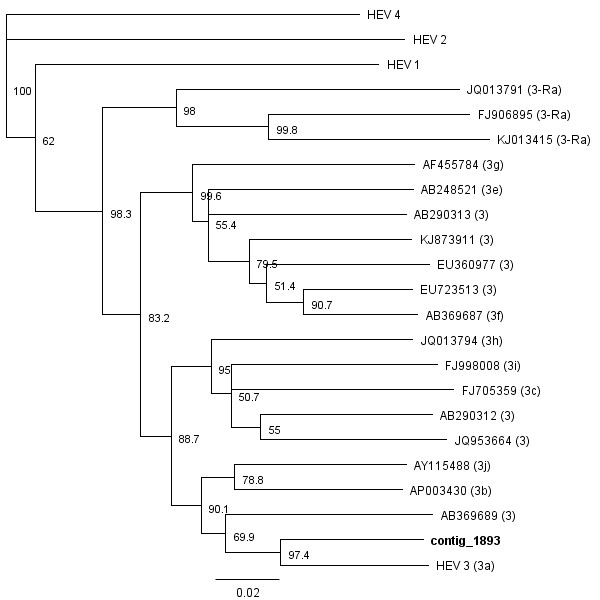 HEV 4
HEV 2
HEV 1
100
JQ013791 (3-Ra)
98
FJ906895 (3-Ra)
99.8
62
KJ013415 (3-Ra)
AF455784 (3g)
AB248521 (3e)
99.6
98.3
AB290313 (3)
55.4
KJ873911 (3)
79.5
EU360977 (3)
51.4
EU723513 (3)
90.7
83.2
AB369687 (3f)
JQ013794 (3h)
FJ998008 (3i)
95
FJ705359 (3c)
50.7
AB290312 (3)
55
88.7
JQ953664 (3)
AY115488 (3j)
78.8
AP003430 (3b)
90.1
AB369689 (3)
69.9
contig_1893
97.4
HEV 3 (3a)
0.02